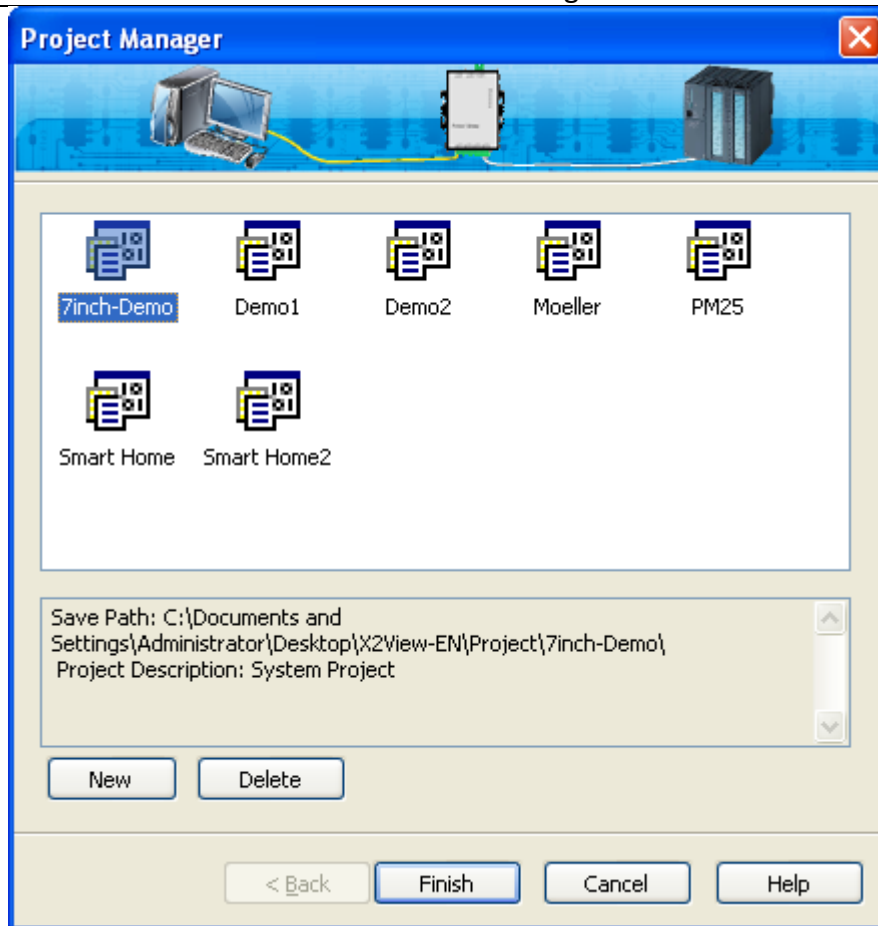 Project Manager
7inch-Demo Demo1 Demo2 Moeller PM25
Smart Home Smart Home2
Save Path: C:\Documents and
Settings\Administrator\Desktop\X2View-EN\Project\7inch-Demo\
Project Description: System Project
New Delete
< Back Finish Cancel Help